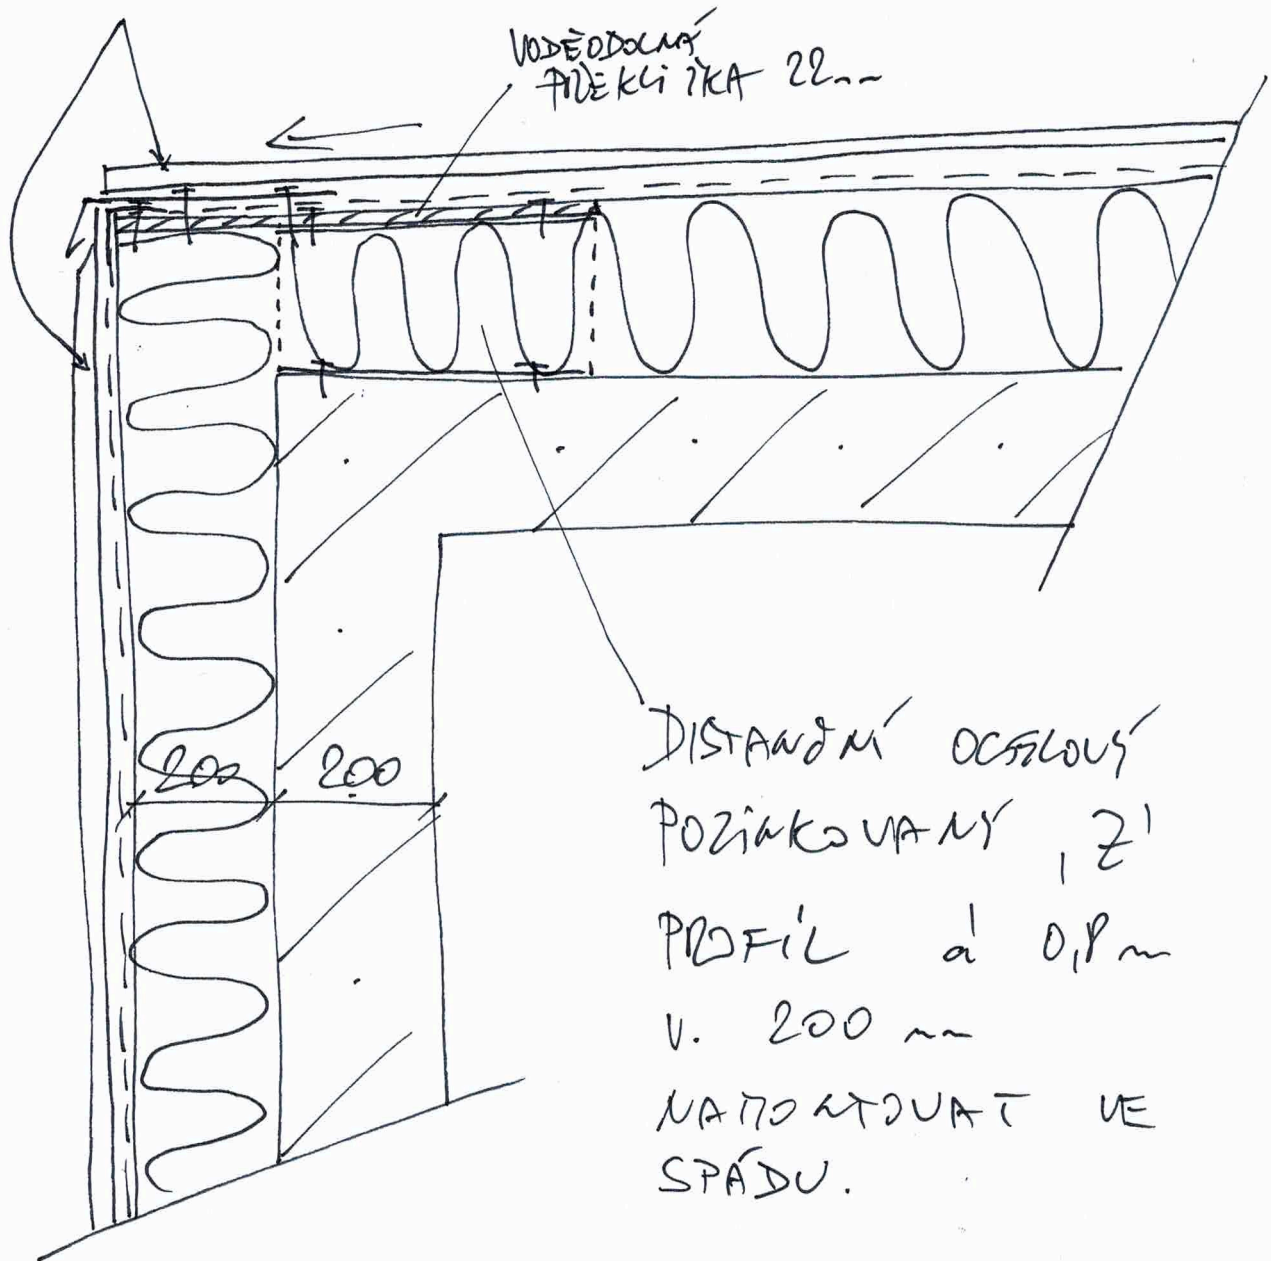 VODĚODOLNÁ
PŘEKLIŽKA 22mm
200 200
DISTANČNÍ OCELOVÝ
POZINKOVANÝ ‚Z'
PROFIL á 0,8m
V. 200 mm
NAMONTOVAT VE
SPÁDU.